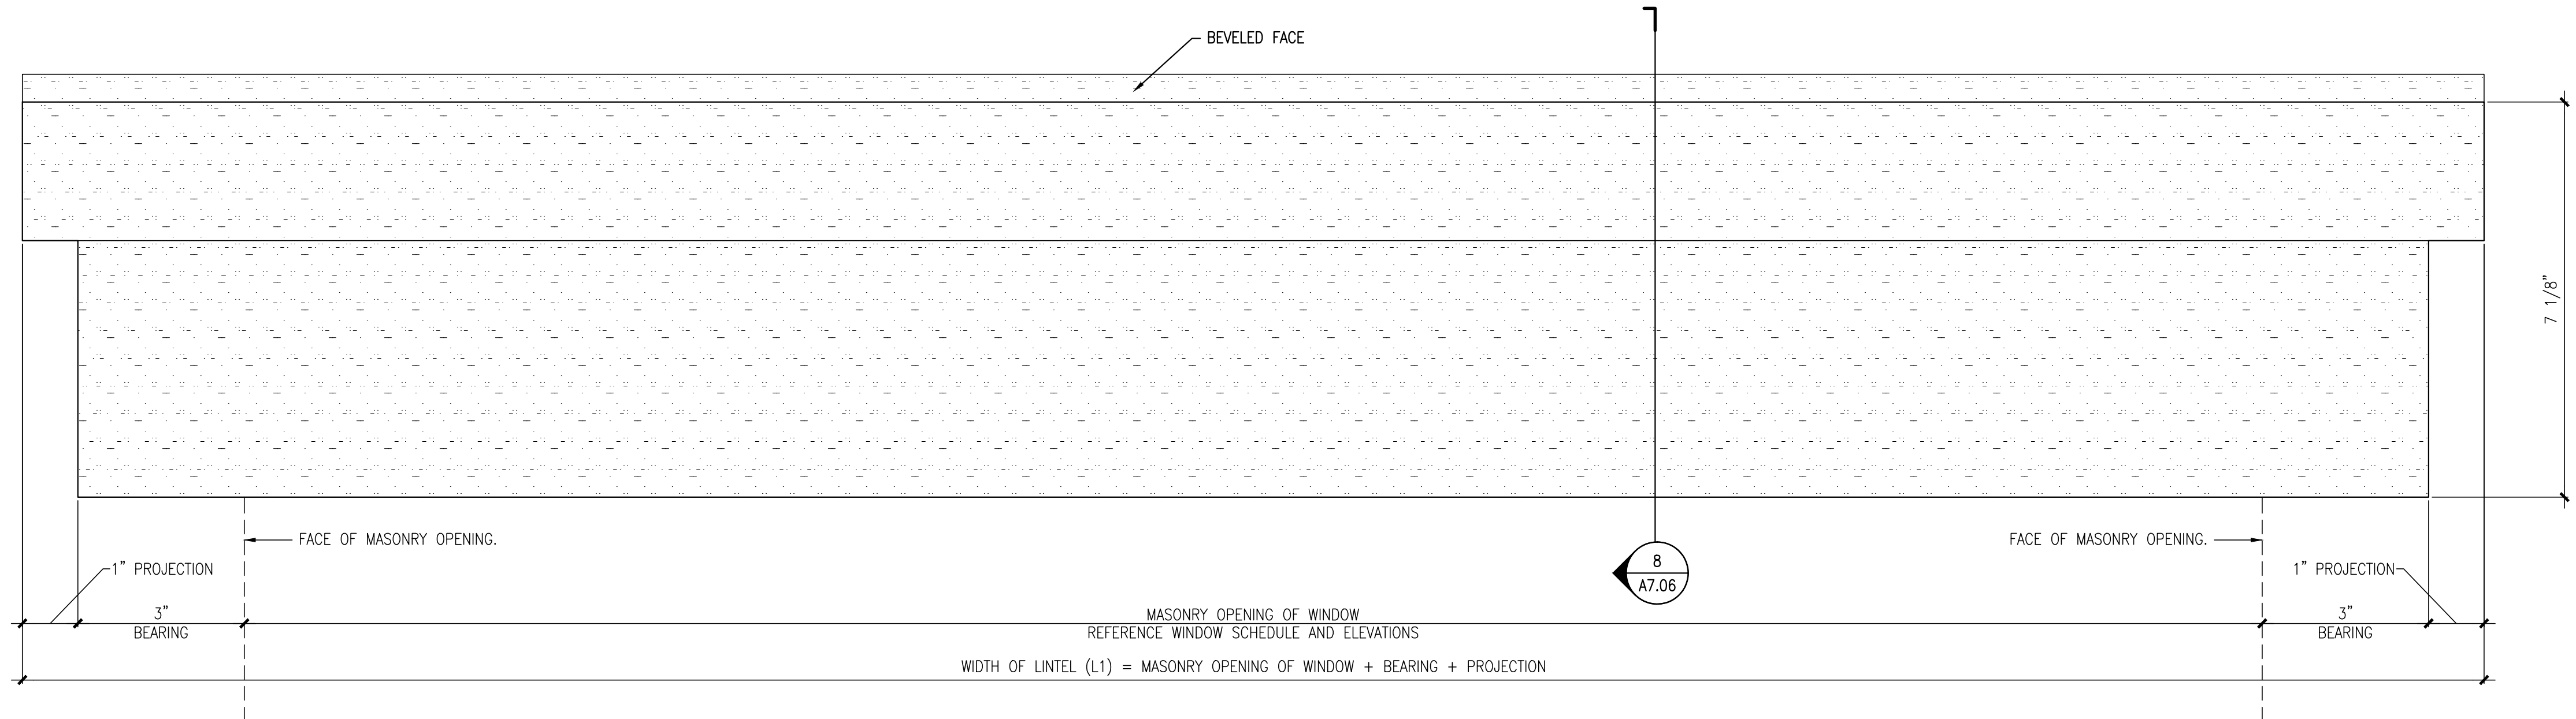 BEVELED FACE
7 1/8"
FACE OF MASONRY OPENING.
FACE OF MASONRY OPENING.
1" PROJECTION
1" PROJECTION
8
A7.06
3"
BEARING
MASONRY OPENING OF WINDOW
REFERENCE WINDOW SCHEDULE AND ELEVATIONS
3"
BEARING
WIDTH OF LINTEL (L1) = MASONRY OPENING OF WINDOW + BEARING + PROJECTION